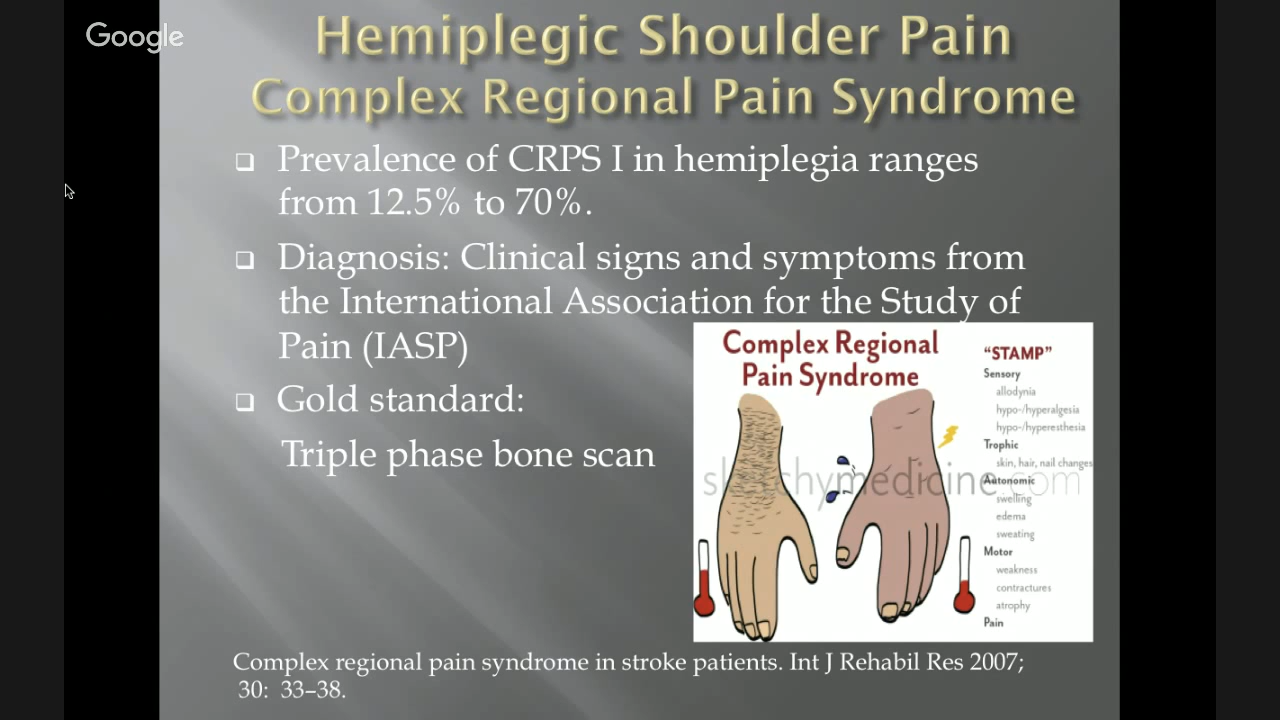 Google
Hemiplegic Shoulder Pain
Complex Regional Pain Syndrome
❑ Prevalence of CRPS I in hemiplegia ranges
from 12.5% to 70%.
❑ Diagnosis: Clinical signs and symptoms from
the International Association for the Study of
Pain (IASP)
❑ Gold standard:
Triple phase bone scan
Complex Regional
Pain Syndrome
"STAMP"
Sensory
allodynia
hypo-/hyperalgesia
hypo-/hyperesthesia
Trophic
skin, hair, nail changes
sketchymedicine.com
Autonomic
swelling
edema
sweating
Motor
weakness
contractures
atrophy
Pain
Complex regional pain syndrome in stroke patients. Int J Rehabil Res 2007;
30: 33–38.